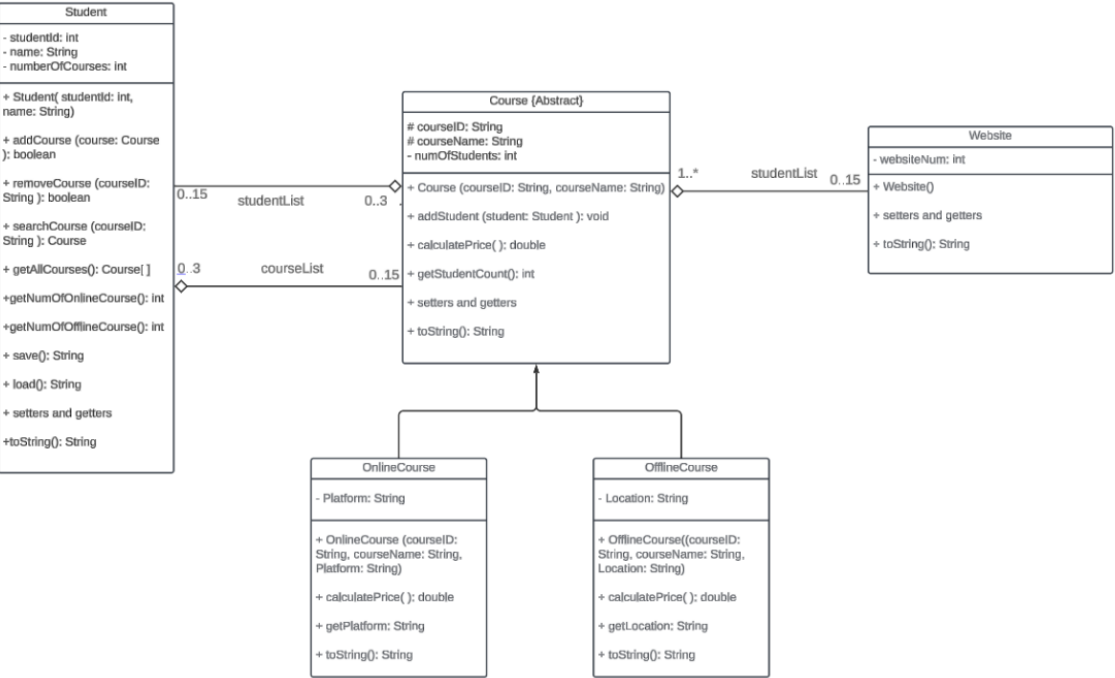 Student
- studentId: int
- name: String
- numberOfCourses: int
+ Student( studentId: int,
name: String)
+ addCourse (course: Course
): boolean
+ removeCourse (courseID:
String ): boolean
+ searchCourse (courseID:
String ): Course
+ getAllCourses(): Course[ ]
+getNumOfOnlineCourse(): int
+getNumOfOfflineCourse(): int
+ save(): String
+ load(): String
+ setters and getters
+toString(): String
0..15
studentList
0..3
0..3
courseList
0..15
Course {Abstract}
# courseID: String
# courseName: String
- numOfStudents: int
+ Course (courseID: String, courseName: String)
+ addStudent (student: Student ): void
+ calculatePrice( ): double
+ getStudentCount(): int
+ setters and getters
+ toString(): String
1..*
studentList
0..15
Website
- websiteNum: int
+ Website()
+ setters and getters
+ toString(): String
OnlineCourse
- Platform: String
+ OnlineCourse (courseID:
String, courseName: String,
Platform: String)
+ calculatePrice( ): double
+ getPlatform: String
+ toString(): String
OfflineCourse
- Location: String
+ OfflineCourse((courseID:
String, courseName: String,
Location: String)
+ calculatePrice( ): double
+ getLocation: String
+ toString(): String